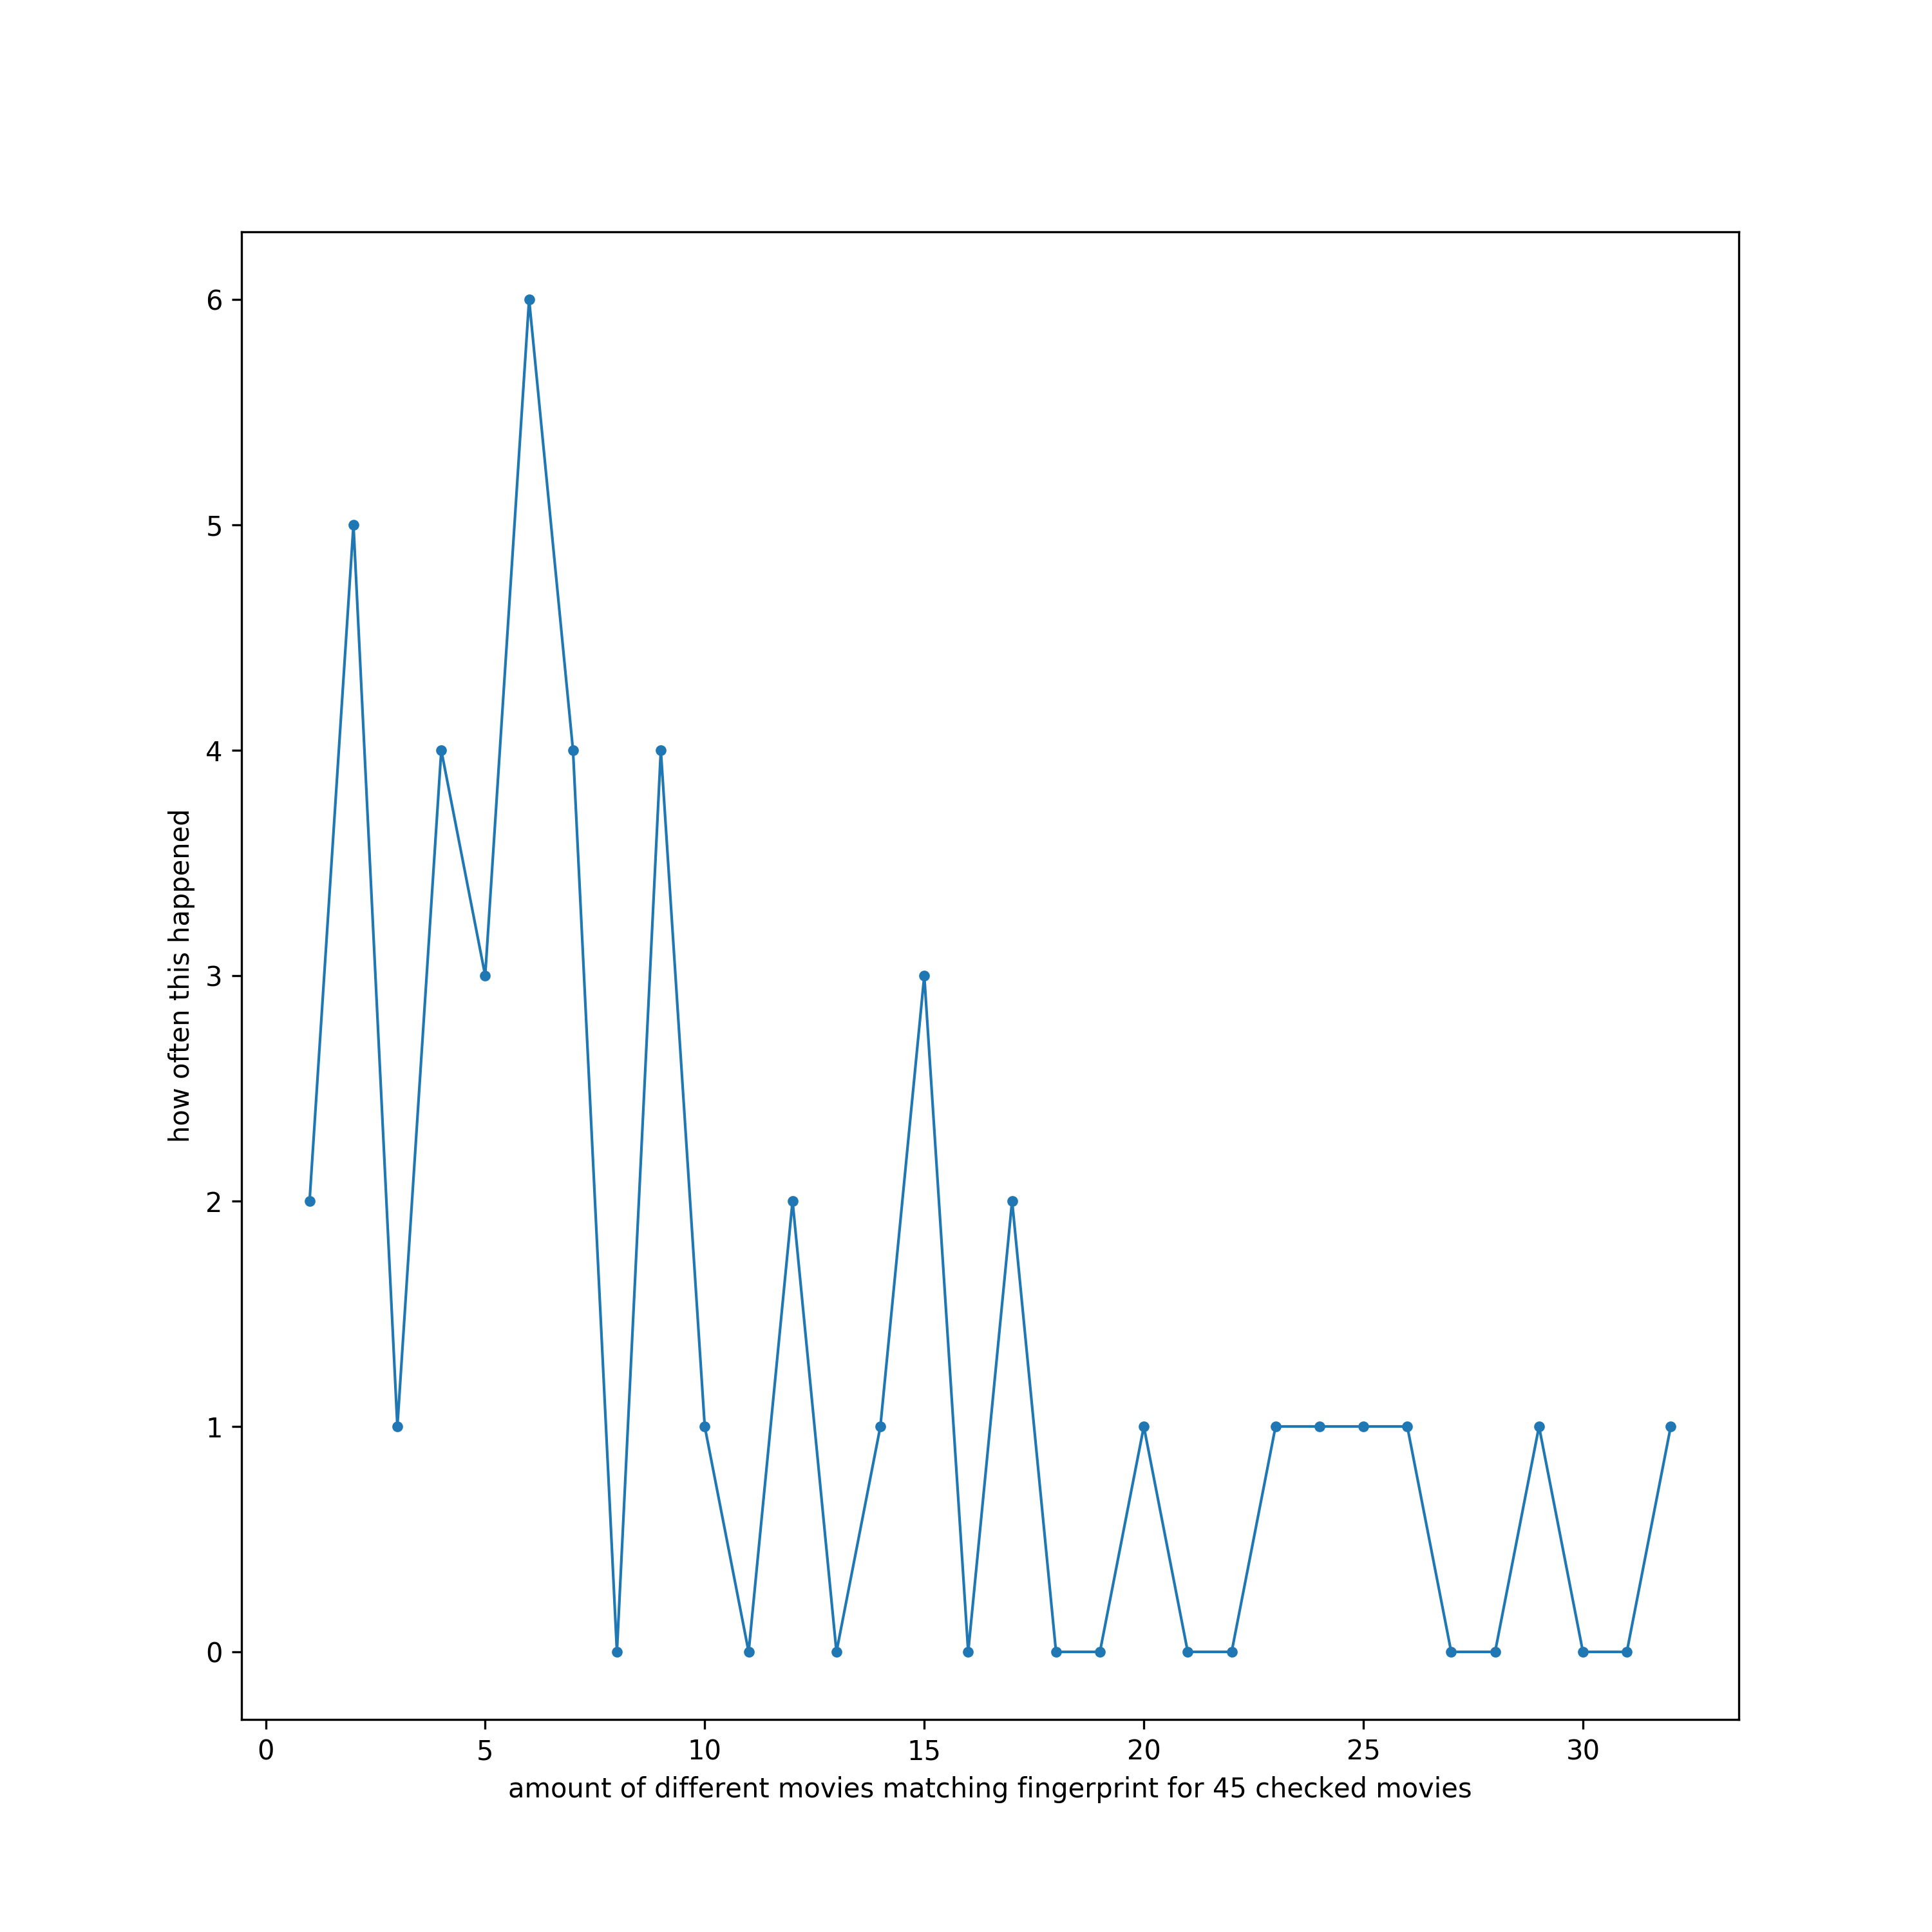 6
5
4
3
2
1
0
how often this happened
0 5 10 15 20 25 30
amount of different movies matching fingerprint for 45 checked movies